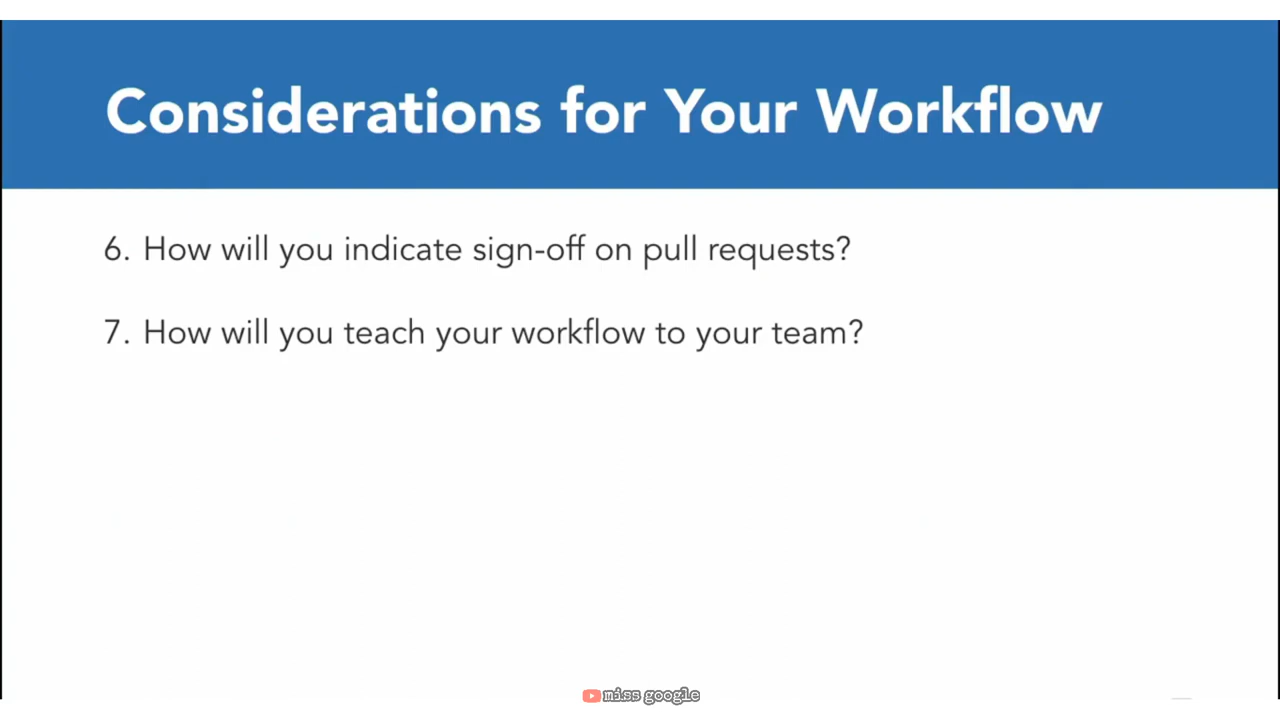 Considerations for Your Workflow
6. How will you indicate sign-off on pull requests?
7. How will you teach your workflow to your team?
miss google